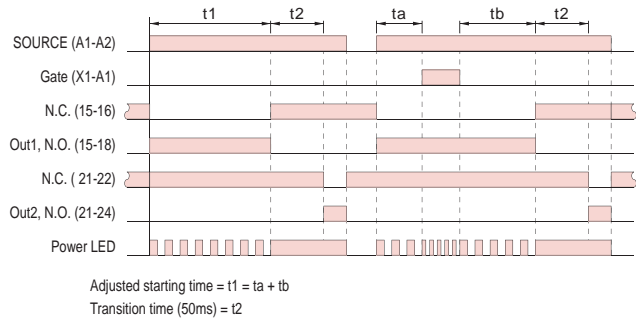 t1 t2 ta tb t2
SOURCE (A1-A2)
Gate (X1-A1)
N.C. (15-16)
Out1, N.O. (15-18)
N.C. ( 21-22)
Out2, N.O. (21-24)
Power LED
Adjusted starting time = t1 = ta + tb
Transition time (50ms) = t2